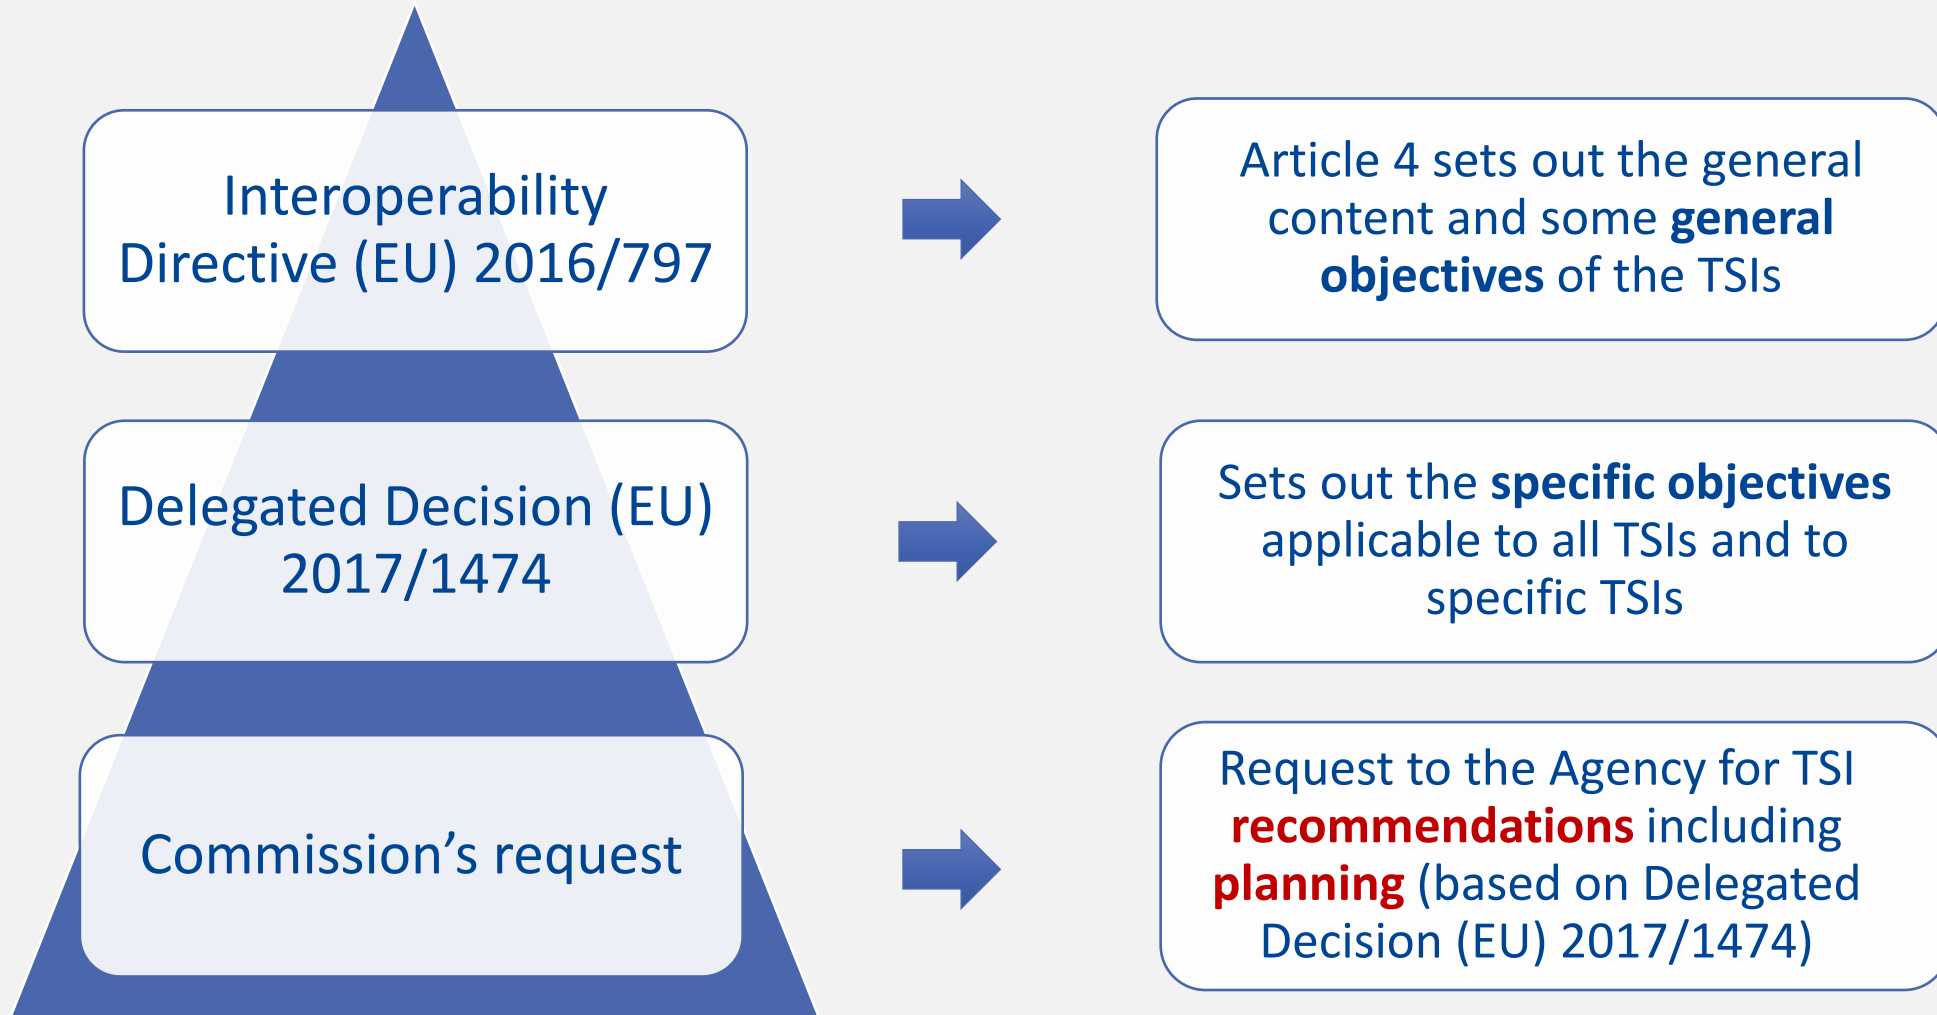 Interoperability
Directive (EU) 2016/797
Article 4 sets out the general
content and some general
objectives of the TSIs
Delegated Decision (EU)
2017/1474
Sets out the specific objectives
applicable to all TSIs and to
specific TSIs
Commission’s request
Request to the Agency for TSI
recommendations including
planning (based on Delegated
Decision (EU) 2017/1474)